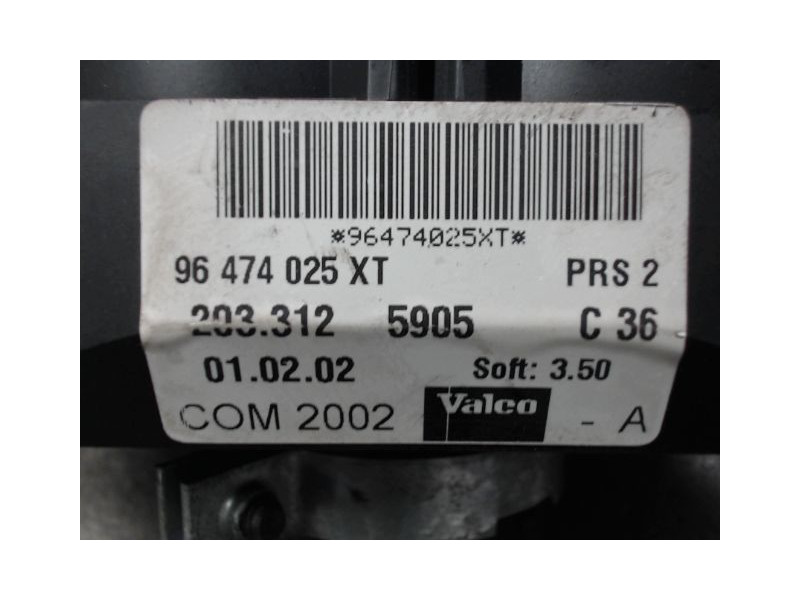 *96474025XT*
96 474 025 XT PRS 2
203.312 5905 C 36
01.02.02 Soft: 3.50
COM 2002 Valeo - A